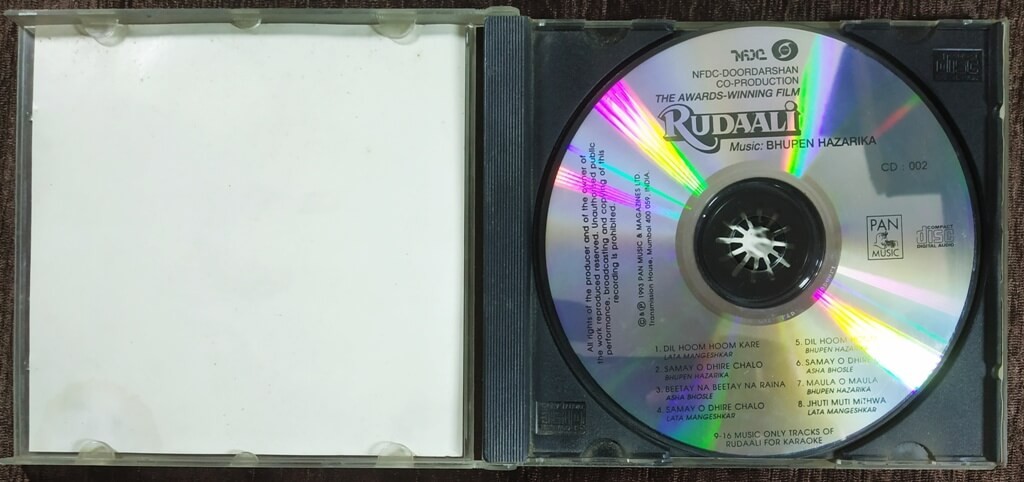 NFDC
NFDC-DOORDARSHAN
CO-PRODUCTION
THE AWARDS-WINNING FILM
RUDAALI
Music: BHUPEN HAZARIKA
CD : 002
PAN
MUSIC
COMPACT
disc
DIGITAL AUDIO
All rights of the producer and of the owner of
the work reproduced reserved. Unauthorised public
performance, broadcasting and copying of this
recording is prohibited.
© & ℗ 1993 PAN MUSIC & MAGAZINES LTD.
Transmission House, Mumbai 400 059, INDIA.
1. DIL HOOM HOOM KARE
LATA MANGESHKAR
2. SAMAY O DHIRE CHALO
BHUPEN HAZARIKA
3. BEETAY NA BEETAY NA RAINA
ASHA BHOSLE
4. SAMAY O DHIRE CHALO
LATA MANGESHKAR
5. DIL HOOM
BHUPEN HAZARIKA
6. SAMAY O DHIRE
ASHA BHOSLE
7. MAULA O MAULA
BHUPEN HAZARIKA
8. JHUTI MUTI MITHWA
LATA MANGESHKAR
9-16 MUSIC ONLY TRACKS OF
RUDAALI FOR KARAOKE